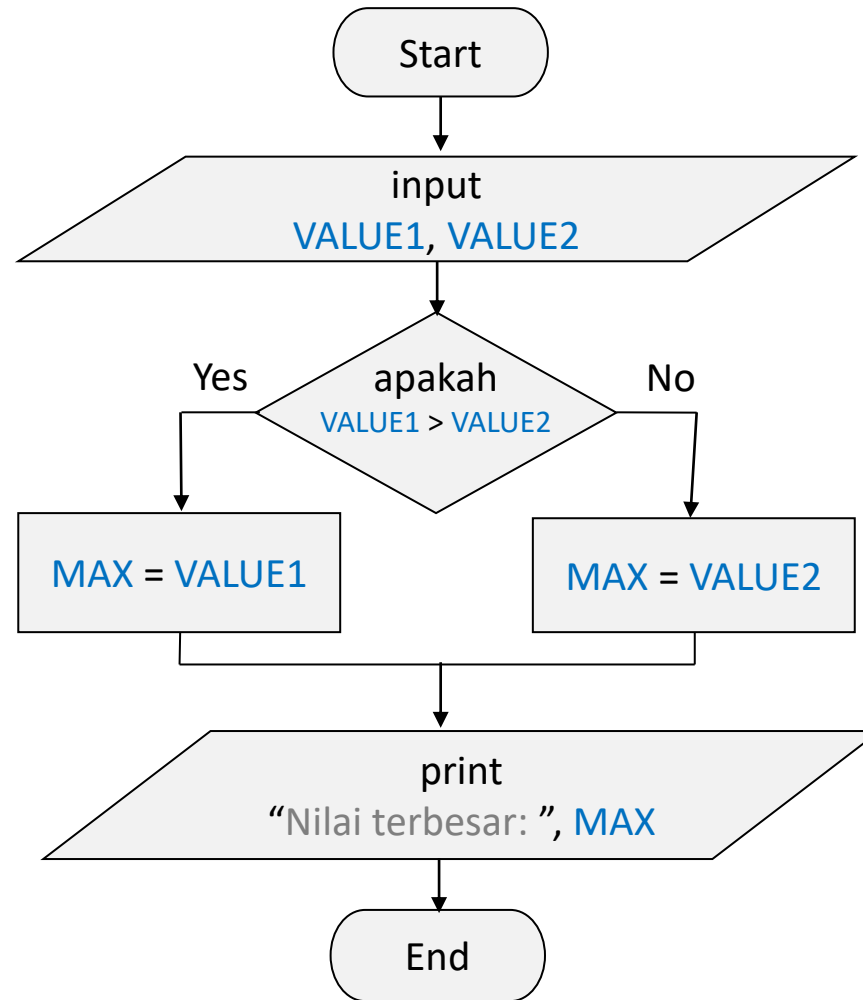 Start
input
VALUE1, VALUE2
Yes
apakah
VALUE1 > VALUE2
No
MAX = VALUE1
MAX = VALUE2
print
“Nilai terbesar: ”, MAX
End